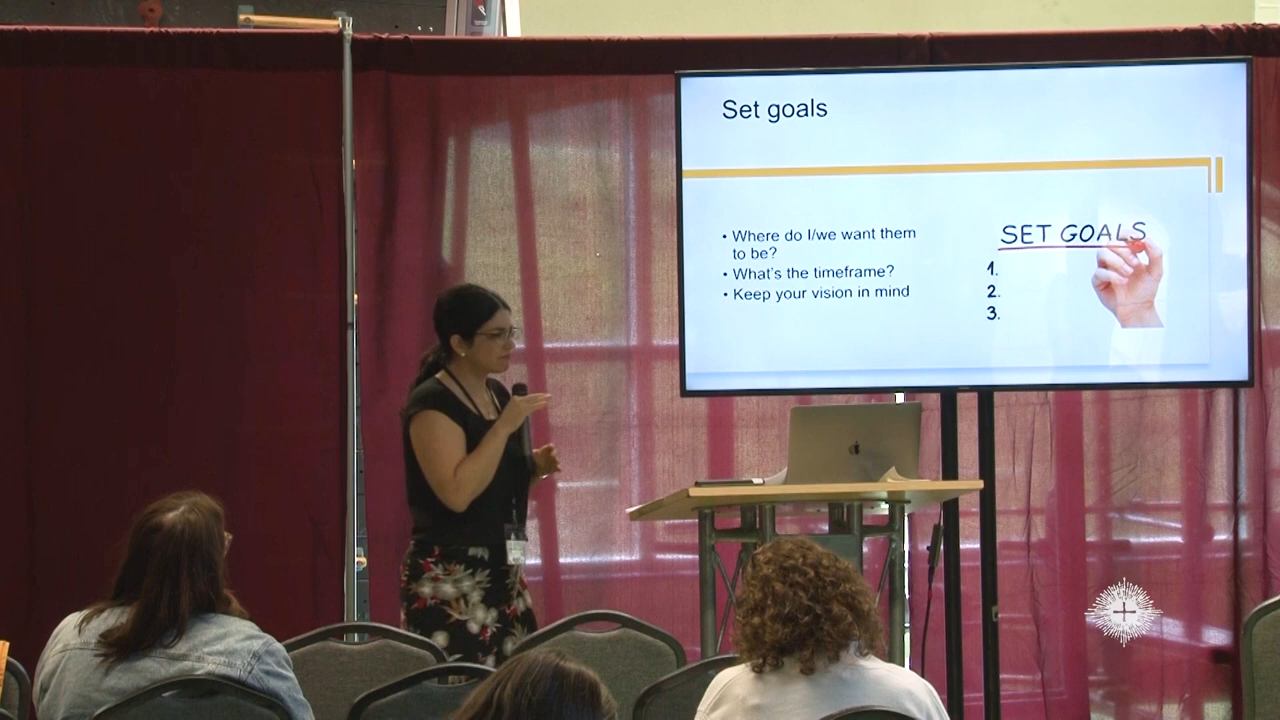 Set goals
• Where do I/we want them
to be?
• What's the timeframe?
• Keep your vision in mind
SET GOALS
1.
2.
3.